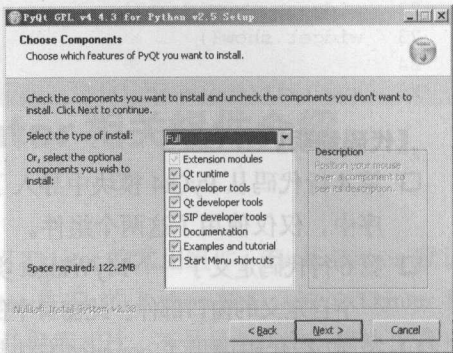 PyQt GPL v4.4.3 for Python v2.5 Setup
Choose Components
Choose which features of PyQt you want to install.
Check the components you want to install and uncheck the components you don't want to
install. Click Next to continue.
Select the type of install:
Full
Or, select the optional
components you wish to
install:
Extension modules
Qt runtime
Developer tools
Qt developer tools
SIP developer tools
Documentation
Examples and tutorial
Start Menu shortcuts
Description
Position your mouse
over a component to
see its description.
Space required: 122.2MB
Nullsoft Install System
< Back
Next >
Cancel